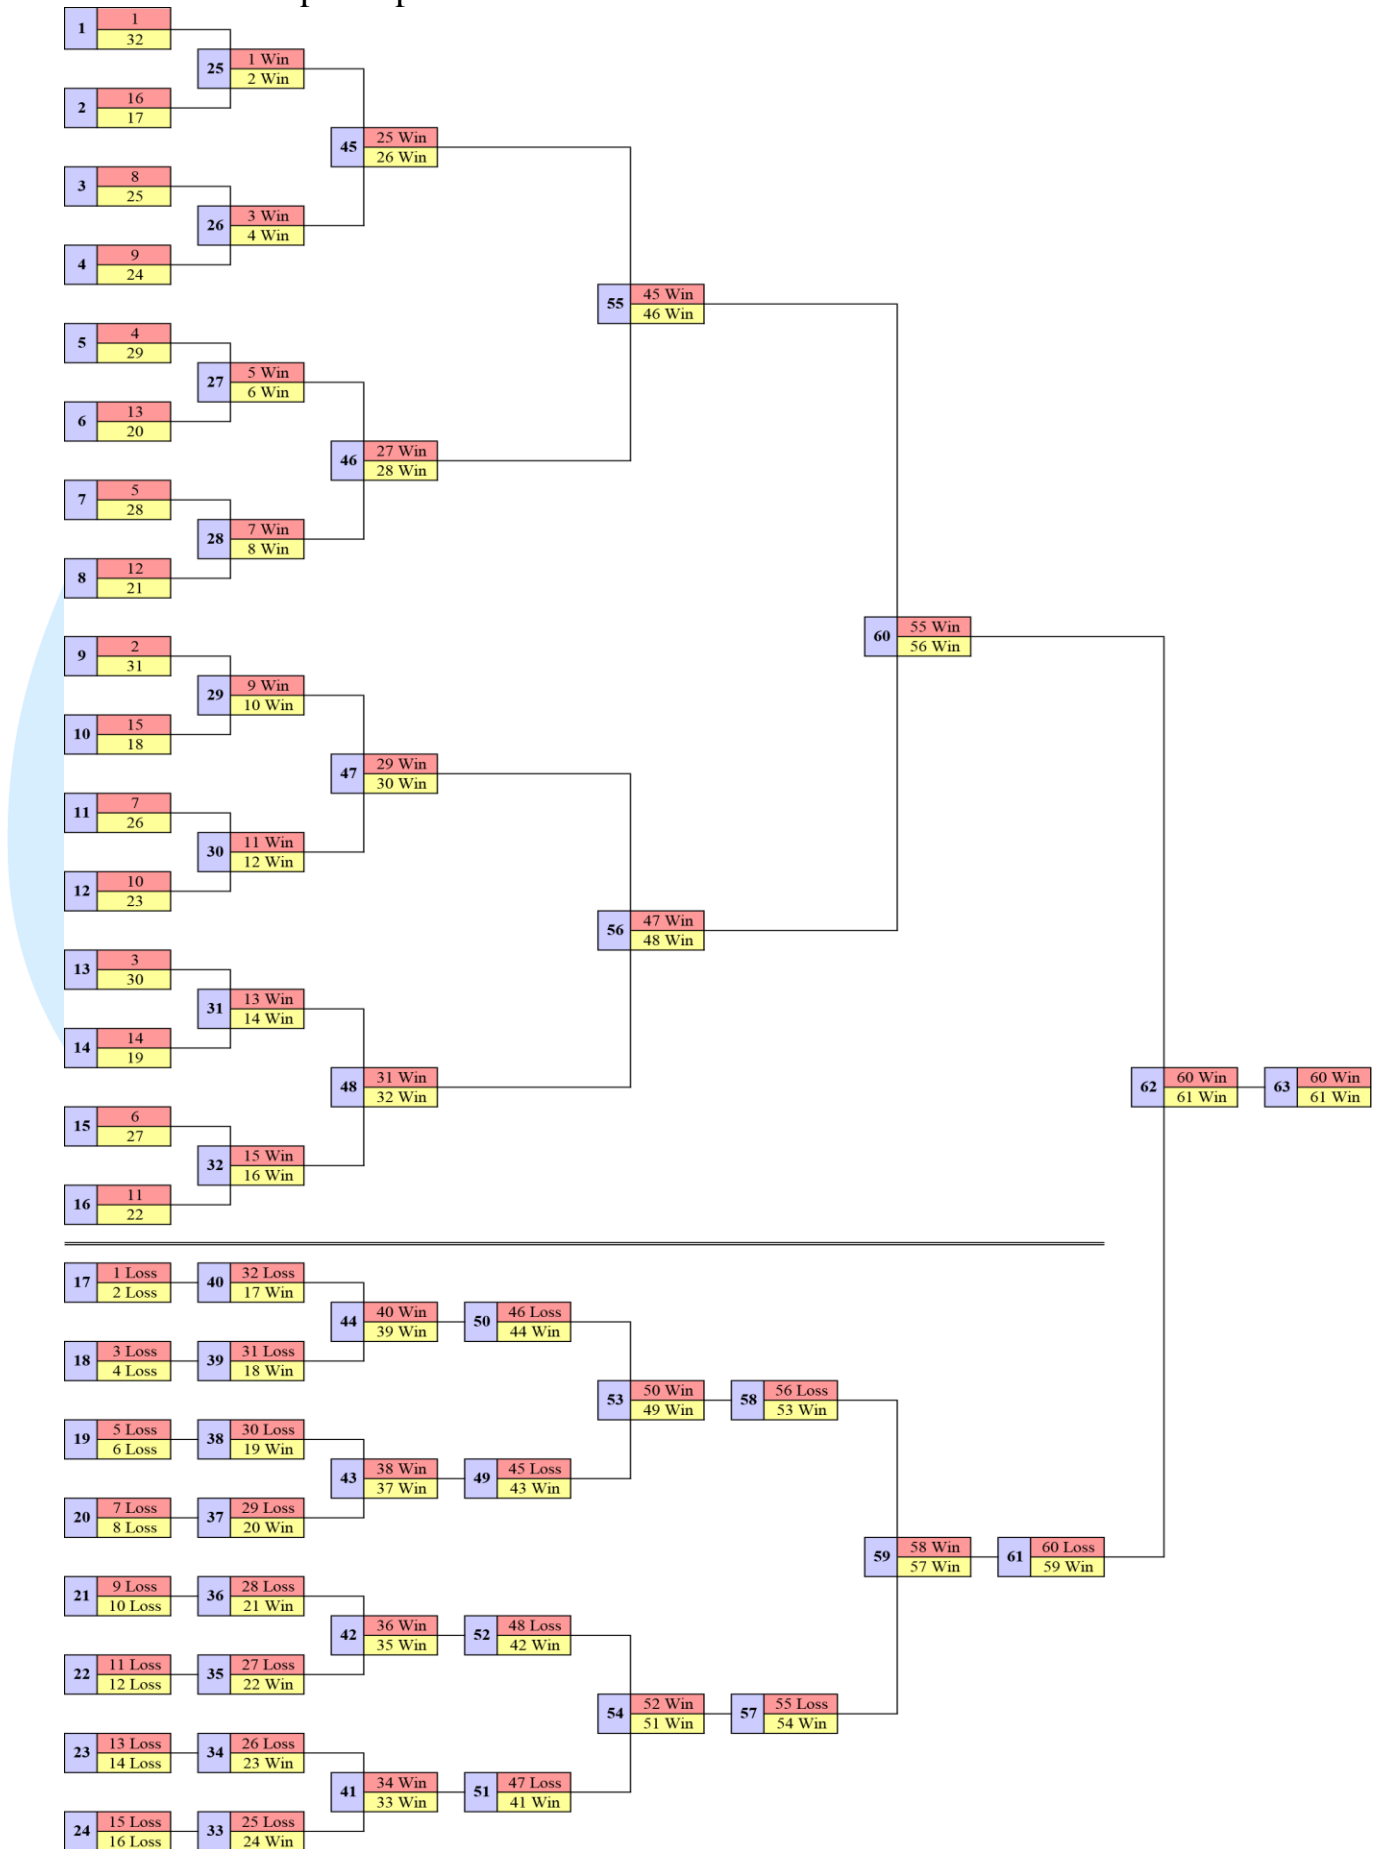 1 1
32
25 1 Win
2 Win
2 16
17
45 25 Win
26 Win
3 8
25
26 3 Win
4 Win
4 9
24
55 45 Win
46 Win
5 4
29
27 5 Win
6 Win
6 13
20
46 27 Win
28 Win
7 5
28
28 7 Win
8 Win
8 12
21
60 55 Win
56 Win
9 2
31
29 9 Win
10 Win
10 15
18
47 29 Win
30 Win
11 7
26
30 11 Win
12 Win
12 10
23
56 47 Win
48 Win
13 3
30
31 13 Win
14 Win
14 14
19
48 31 Win
32 Win
62 60 Win
61 Win
63 60 Win
61 Win
15 6
27
32 15 Win
16 Win
16 11
22
17 1 Loss
2 Loss
40 32 Loss
17 Win
44 40 Win
39 Win
50 46 Loss
44 Win
18 3 Loss
4 Loss
39 31 Loss
18 Win
53 50 Win
49 Win
58 56 Loss
53 Win
19 5 Loss
6 Loss
38 30 Loss
19 Win
43 38 Win
37 Win
49 45 Loss
43 Win
20 7 Loss
8 Loss
37 29 Loss
20 Win
59 58 Win
57 Win
61 60 Loss
59 Win
21 9 Loss
10 Loss
36 28 Loss
21 Win
42 36 Win
35 Win
52 48 Loss
42 Win
22 11 Loss
12 Loss
35 27 Loss
22 Win
54 52 Win
51 Win
57 55 Loss
54 Win
23 13 Loss
14 Loss
34 26 Loss
23 Win
41 34 Win
33 Win
51 47 Loss
41 Win
24 15 Loss
16 Loss
33 25 Loss
24 Win